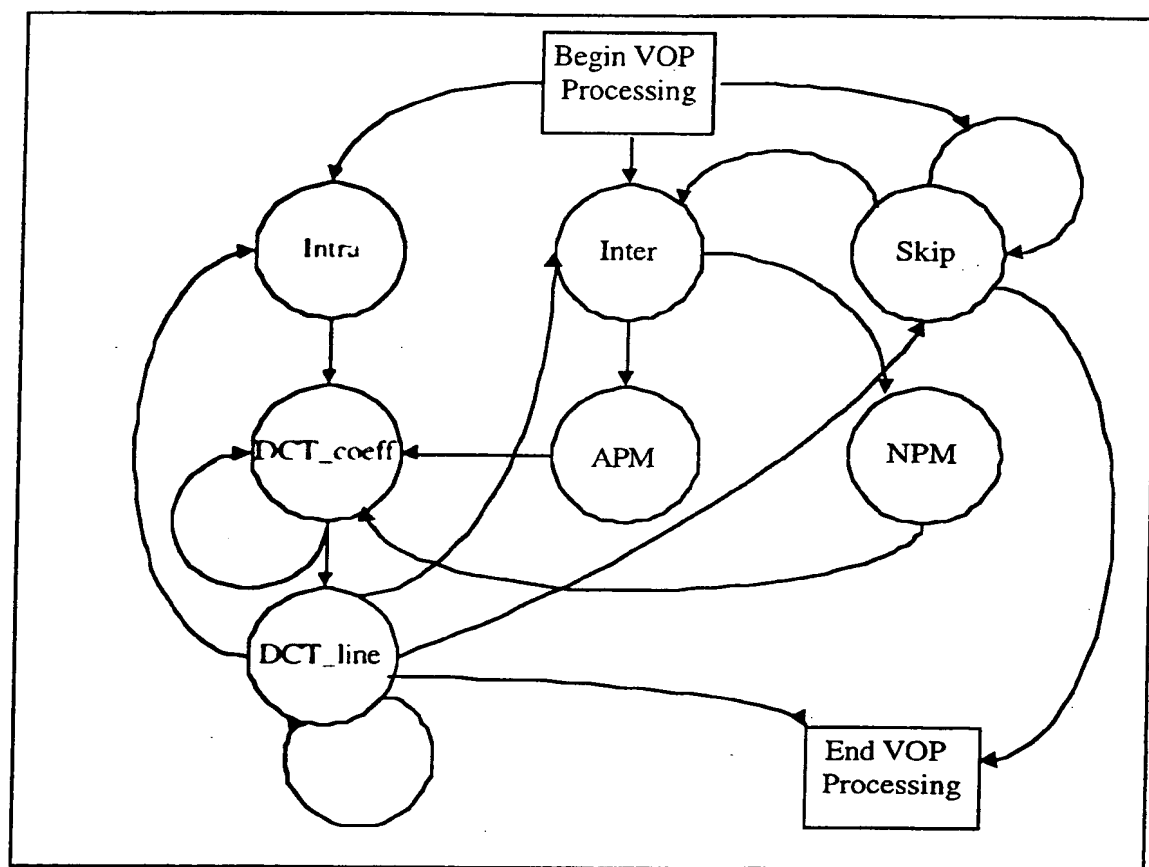 Begin VOP
Processing
Intra
Inter
Skip
DCT_coeff
APM
NPM
DCT_line
End VOP
Processing